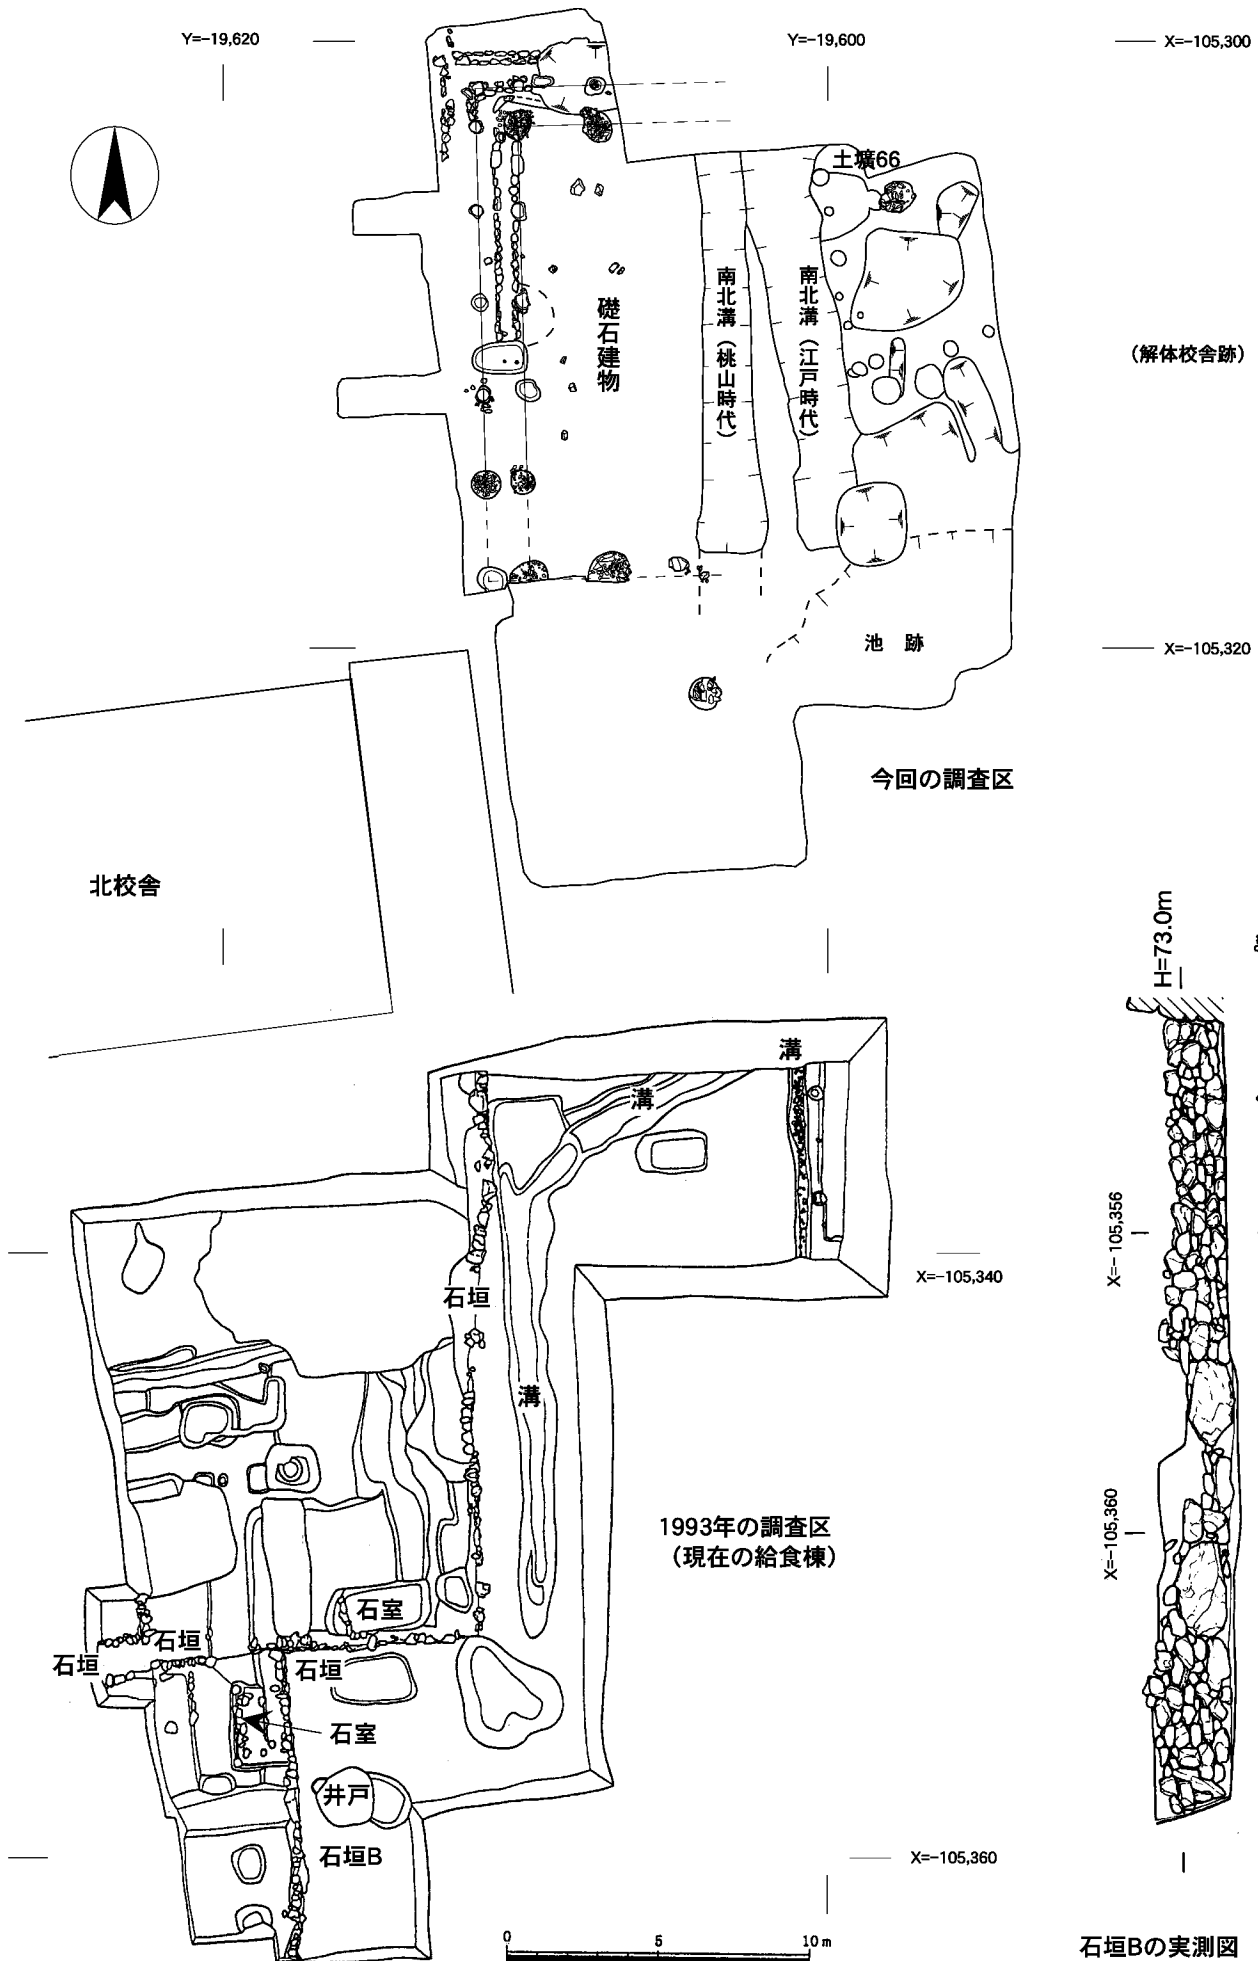 Y=-19,620
Y=-19,600
X=-105,300
土壙66
南北溝（桃山時代）
南北溝（江戸時代）
礎石建物
（解体校舎跡）
池 跡
X=-105,320
今回の調査区
北校舎
H=73.0m
溝
溝
X=-105,356
X=-105,340
石垣
溝
X=-105,360
1993年の調査区
（現在の給食棟）
石室
石垣
石垣
石垣
石室
井戸
石垣B
X=-105,360
0
5
10m
石垣Bの実測図